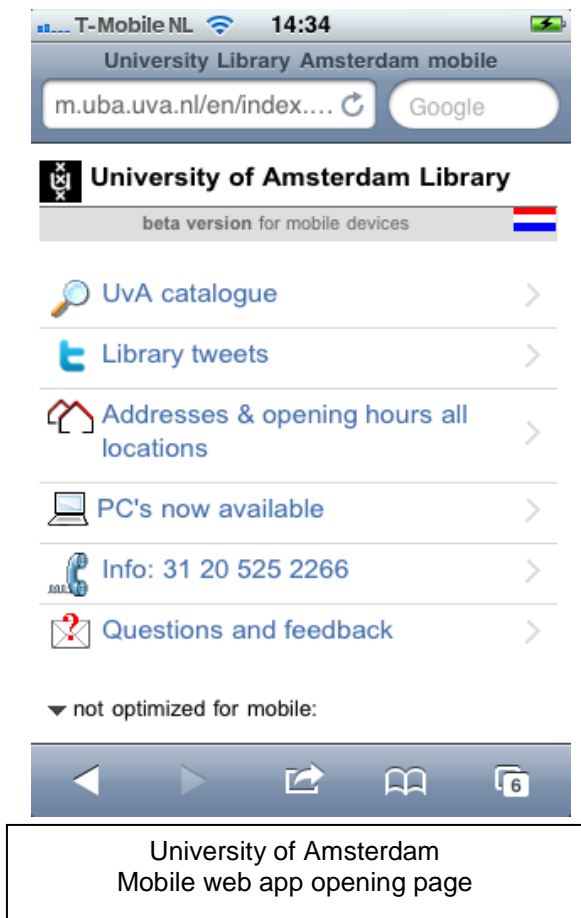 T-Mobile NL 14:34
University Library Amsterdam mobile
m.uba.uva.nl/en/index.... Google
University of Amsterdam Library
beta version for mobile devices
UvA catalogue
Library tweets
Addresses & opening hours all
locations
PC's now available
Info: 31 20 525 2266
Questions and feedback
not optimized for mobile:
6
University of Amsterdam
Mobile web app opening page